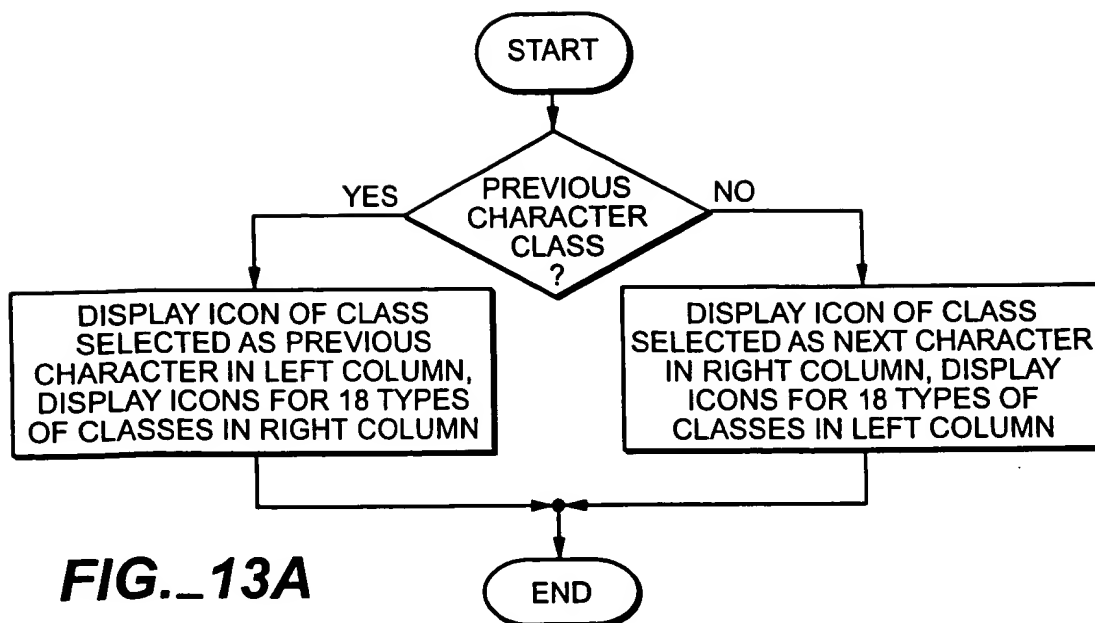 START
YES
PREVIOUS
CHARACTER
CLASS
?
NO
DISPLAY ICON OF CLASS
SELECTED AS PREVIOUS
CHARACTER IN LEFT COLUMN,
DISPLAY ICONS FOR 18 TYPES
OF CLASSES IN RIGHT COLUMN
DISPLAY ICON OF CLASS
SELECTED AS NEXT CHARACTER
IN RIGHT COLUMN, DISPLAY
ICONS FOR 18 TYPES OF
CLASSES IN LEFT COLUMN
END
FIG._13A